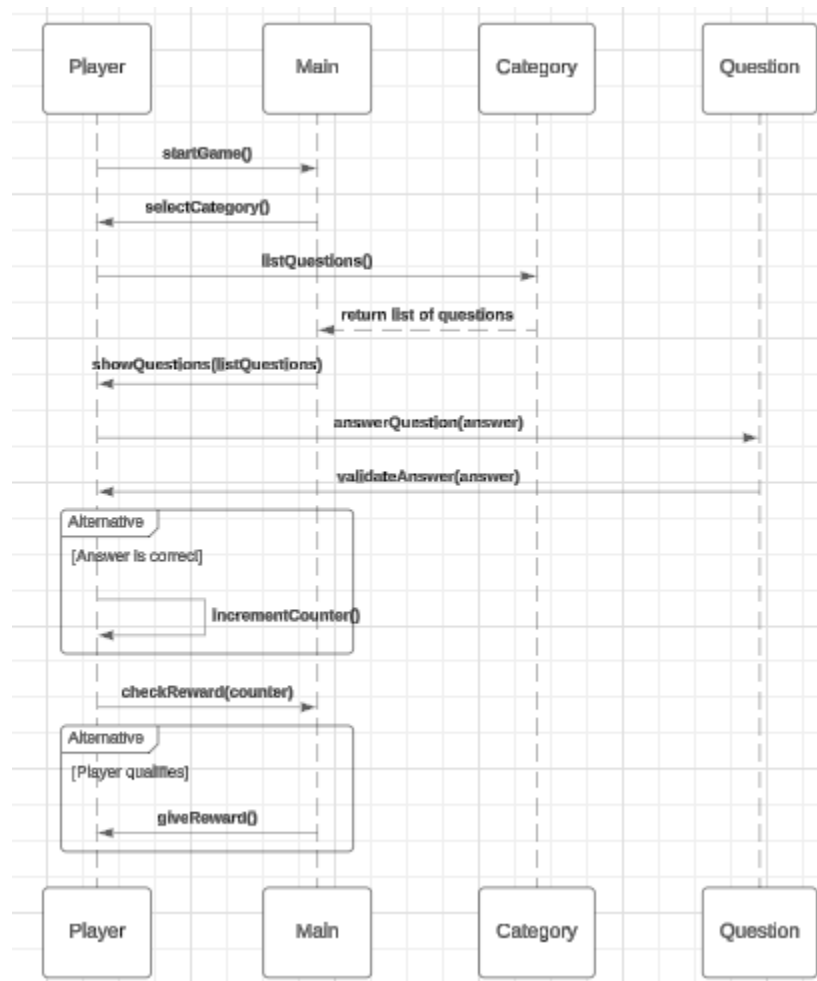 Player Main Category Question
startGame()
selectCategory()
listQuestions()
return list of questions
showQuestions(listQuestions)
answerQuestion(answer)
validateAnswer(answer)
Alternative
[Answer is correct]
incrementCounter()
checkReward(counter)
Alternative
[Player qualifies]
giveReward()
Player Main Category Question